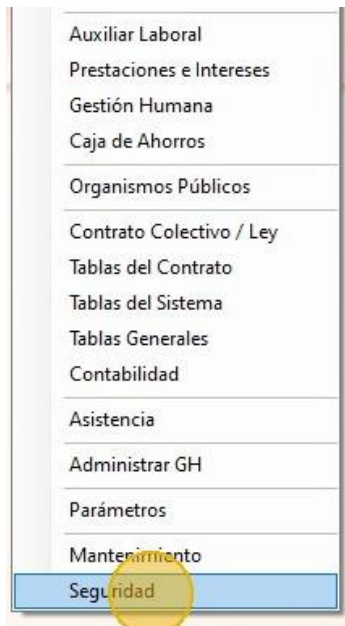 Auxiliar Laboral
Prestaciones e Intereses
Gestión Humana
Caja de Ahorros
Organismos Públicos
Contrato Colectivo / Ley
Tablas del Contrato
Tablas del Sistema
Tablas Generales
Contabilidad
Asistencia
Administrar GH
Parámetros
Mantenimiento
Seguridad